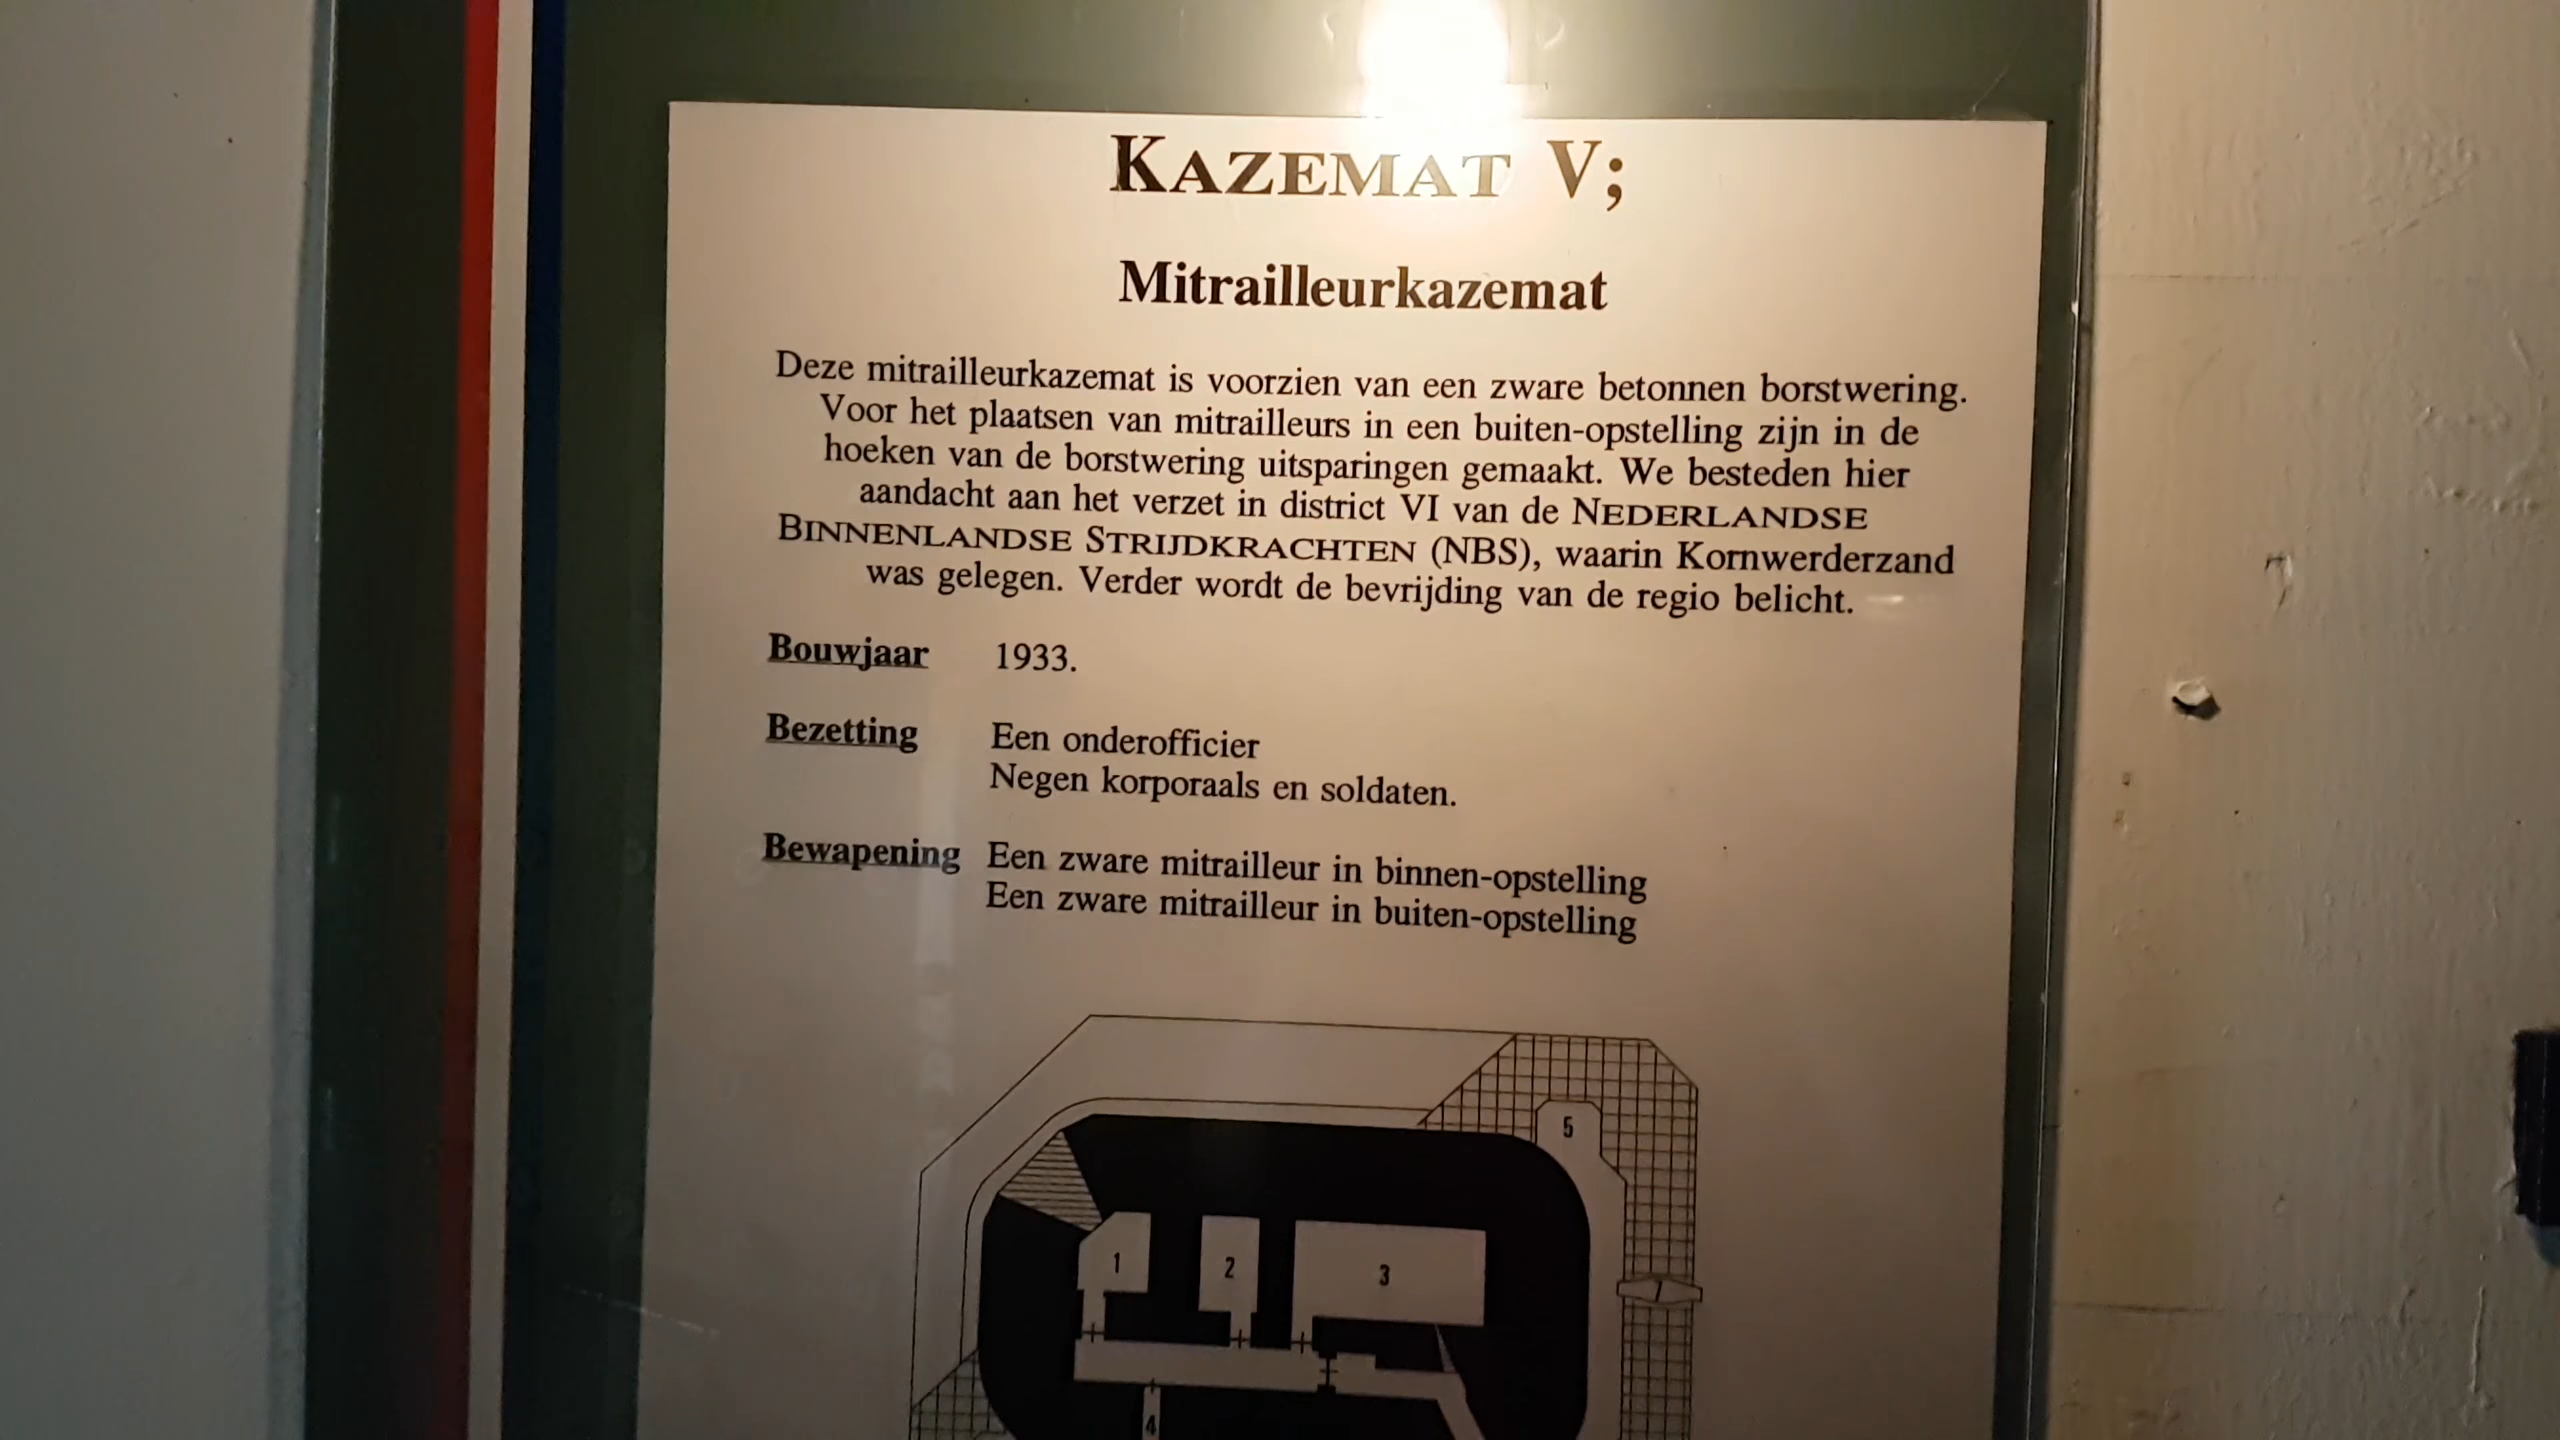 KAZEMAT V;
Mitrailleurkazemat
Deze mitrailleurkazemat is voorzien van een zware betonnen borstwering.
Voor het plaatsen van mitrailleurs in een buiten-opstelling zijn in de
hoeken van de borstwering uitsparingen gemaakt. We besteden hier
aandacht aan het verzet in district VI van de NEDERLANDSE
BINNENLANDSE STRIJDKRACHTEN (NBS), waarin Kornwerderzand
was gelegen. Verder wordt de bevrijding van de regio belicht.
Bouwjaar 1933.
Bezetting Een onderofficier
Negen korporaals en soldaten.
Bewapening Een zware mitrailleur in binnen-opstelling
Een zware mitrailleur in buiten-opstelling
5
1 2 3
4